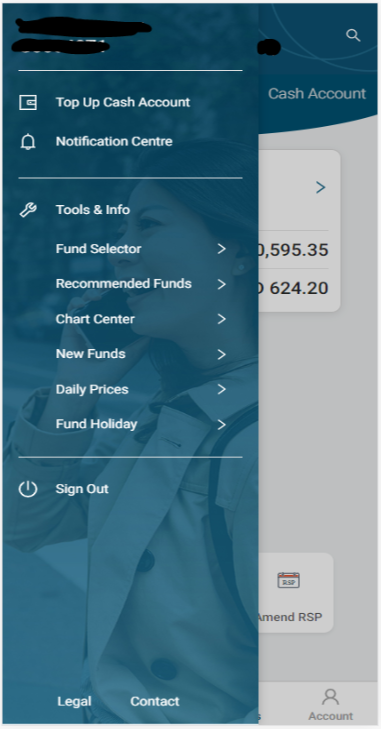 Cash Account
Top Up Cash Account
Notification Centre
Tools & Info
Fund Selector
0,595.35
Recommended Funds
624.20
Chart Center
New Funds
Daily Prices
Fund Holiday
Sign Out
RSP
Amend RSP
Legal
Contact
Account